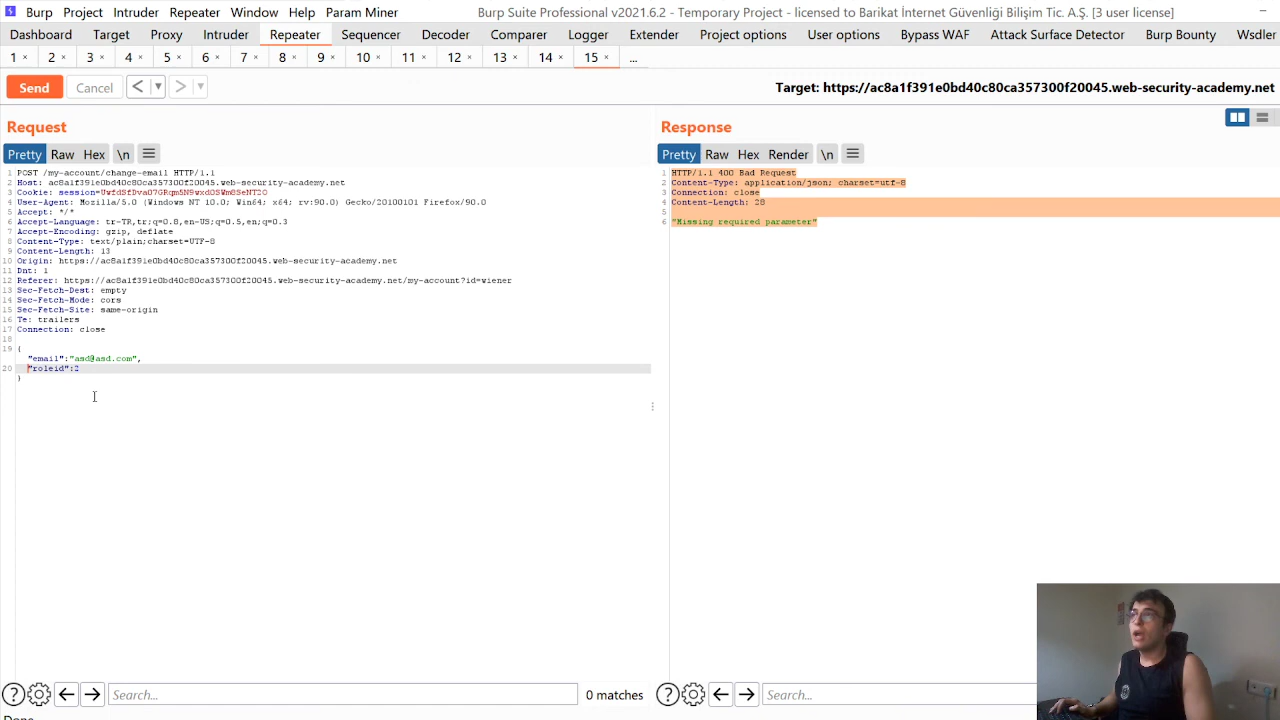 Burp Project Intruder Repeater Window Help Param Miner Burp Suite Professional v2021.6.2 - Temporary Project - licensed to Barikat İnternet Güvenliği Bilişim Tic. A.Ş. [3 user license]
Dashboard Target Proxy Intruder Repeater Sequencer Decoder Comparer Logger Extender Project options User options Bypass WAF Attack Surface Detector Burp Bounty Wsdler
1 × 2 × 3 × 4 × 5 × 6 × 7 × 8 × 9 × 10 × 11 × 12 × 13 × 14 × 15 × ...
Send Cancel < > Target: https://ac8a1f391e0bd40c80ca357300f20045.web-security-academy.net
Request
Pretty Raw Hex \n
1 POST /my-account/change-email HTTP/1.1
2 Host: ac8a1f391e0bd40c80ca357300f20045.web-security-academy.net
3 Cookie: session=
4 User-Agent: Mozilla/5.0 (Windows NT 10.0; Win64; x64; rv:90.0) Gecko/20100101 Firefox/90.0
5 Accept: */*
6 Accept-Language: tr-TR,tr;q=0.8,en-US;q=0.5,en;q=0.3
7 Accept-Encoding: gzip, deflate
8 Content-Type: text/plain;charset=UTF-8
9 Content-Length: 13
10 Origin: https://ac8a1f391e0bd40c80ca357300f20045.web-security-academy.net
11 Dnt: 1
12 Referer: https://ac8a1f391e0bd40c80ca357300f20045.web-security-academy.net/my-account?id=wiener
13 Sec-Fetch-Dest: empty
14 Sec-Fetch-Mode: cors
15 Sec-Fetch-Site: same-origin
16 Te: trailers
17 Connection: close
18
19 {
"email":"asd@asd.com",
20 "roleid":2
}
Search... 0 matches
Response
Pretty Raw Hex Render \n
1 HTTP/1.1 400 Bad Request
2 Content-Type: application/json; charset=utf-8
3 Connection: close
4 Content-Length: 28
5
6 "Missing required parameter"
Search...
Done